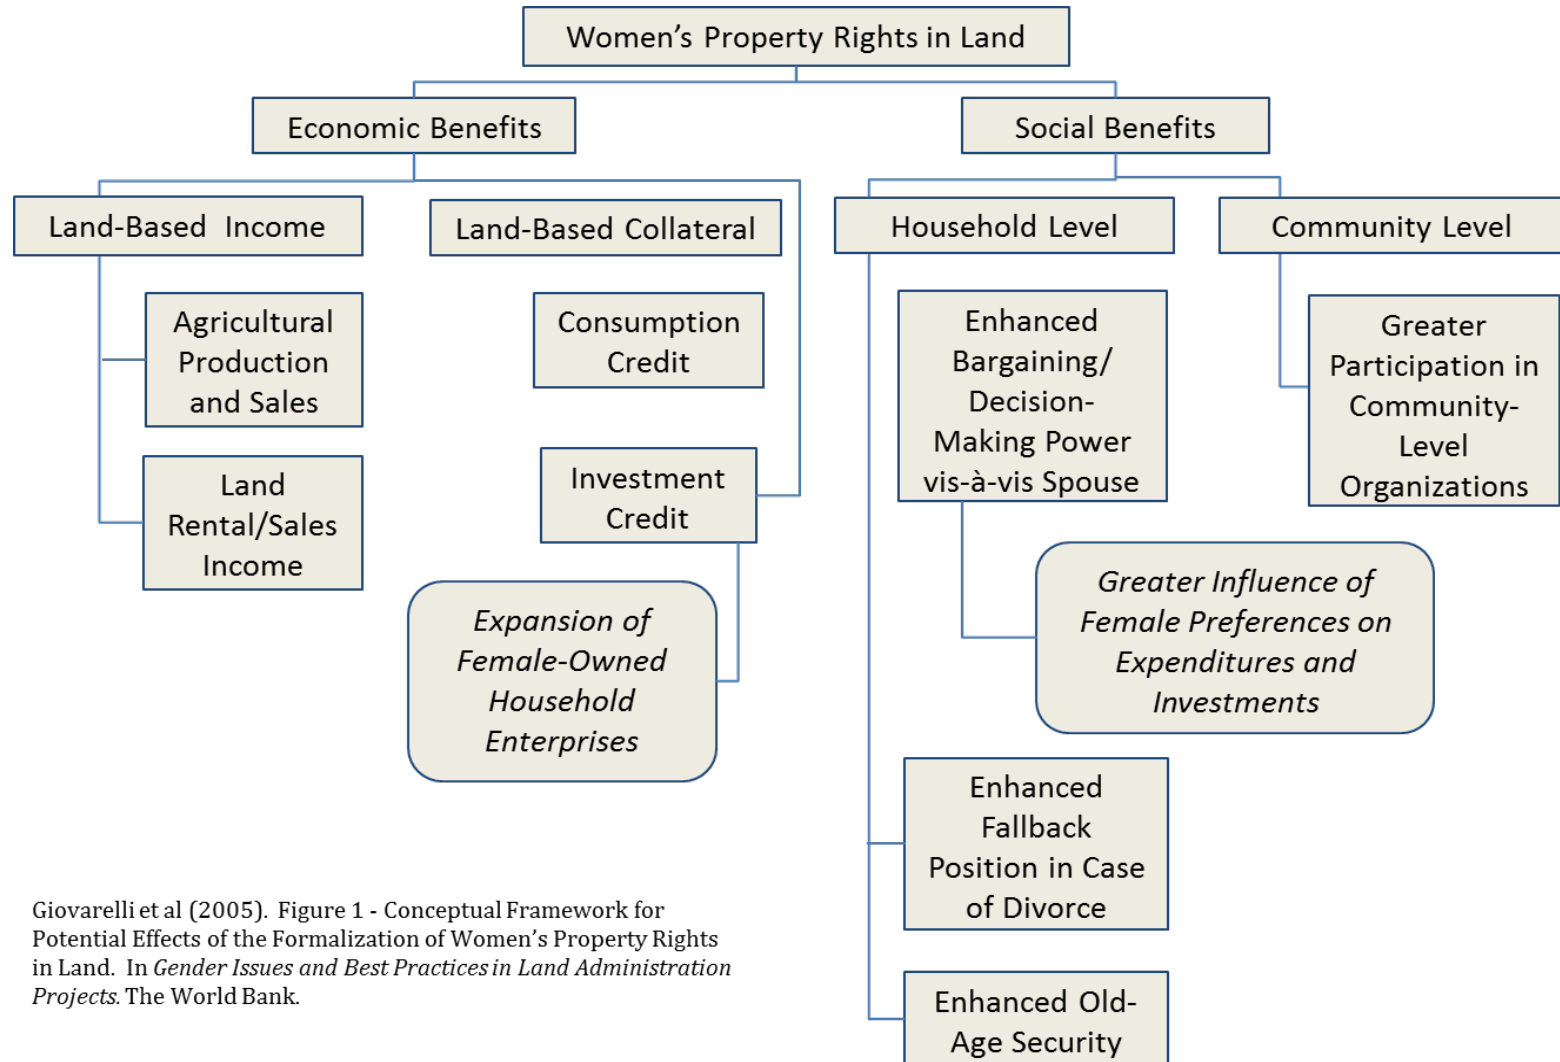 Women’s Property Rights in Land
Economic Benefits
Social Benefits
Land-Based Income
Land-Based Collateral
Household Level
Community Level
Agricultural
Production
and Sales
Land
Rental/Sales
Income
Consumption
Credit
Investment
Credit
Expansion of
Female-Owned
Household
Enterprises
Enhanced
Bargaining/
Decision-
Making Power
vis-à-vis Spouse
Greater Influence of
Female Preferences on
Expenditures and
Investments
Enhanced
Fallback
Position in Case
of Divorce
Enhanced Old-
Age Security
Greater
Participation in
Community-
Level
Organizations
Giovarelli et al (2005). Figure 1 - Conceptual Framework for
Potential Effects of the Formalization of Women’s Property Rights
in Land. In Gender Issues and Best Practices in Land Administration
Projects. The World Bank.